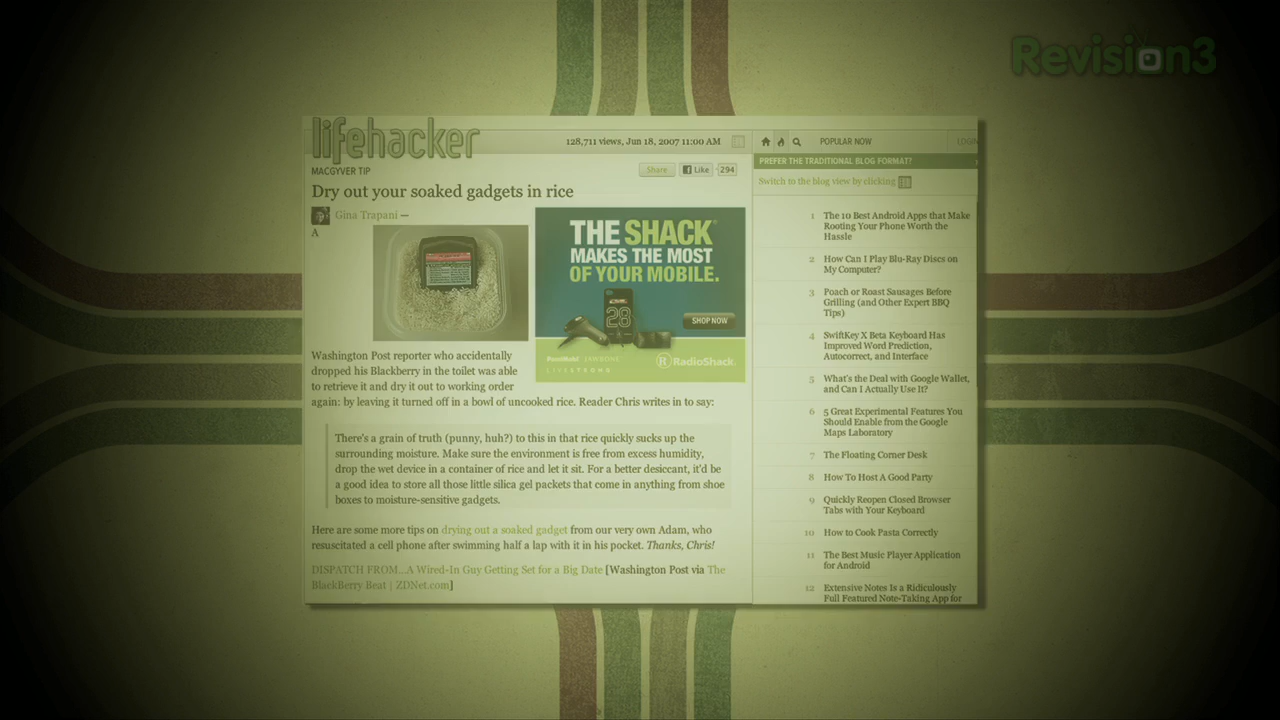 Revision3
lifehacker
128,711 views, Jun 18, 2007 11:00 AM
POPULAR NOW
LOGIN
MACGYVER TIP
Share
Like
294
PREFER THE TRADITIONAL BLOG FORMAT?
Switch to the blog view by clicking
Dry out your soaked gadgets in rice
Gina Trapani —
A
THE SHACK
MAKES THE MOST
OF YOUR MOBILE.
28
SHOP NOW
JAWBONE
LIVESTRONG
RadioShack.
Washington Post reporter who accidentally
dropped his Blackberry in the toilet was able
to retrieve it and dry it out to working order
again: by leaving it turned off in a bowl of uncooked rice. Reader Chris writes in to say:
There's a grain of truth (punny, huh?) to this in that rice quickly sucks up the
surrounding moisture. Make sure the environment is free from excess humidity,
drop the wet device in a container of rice and let it sit. For a better desiccant, it'd be
a good idea to store all those little silica gel packets that come in anything from shoe
boxes to moisture-sensitive gadgets.
Here are some more tips on drying out a soaked gadget from our very own Adam, who
resuscitated a cell phone after swimming half a lap with it in his pocket. Thanks, Chris!
DISPATCH FROM...A Wired-In Guy Getting Set for a Big Date [Washington Post via The
BlackBerry Beat | ZDNet.com]
1 The 10 Best Android Apps that Make
Rooting Your Phone Worth the
Hassle
2 How Can I Play Blu-Ray Discs on
My Computer?
3 Poach or Roast Sausages Before
Grilling (and Other Expert BBQ
Tips)
4 SwiftKey X Beta Keyboard Has
Improved Word Prediction,
Autocorrect, and Interface
5 What's the Deal with Google Wallet,
and Can I Actually Use It?
6 5 Great Experimental Features You
Should Enable from the Google
Maps Laboratory
7 The Floating Corner Desk
8 How To Host A Good Party
9 Quickly Reopen Closed Browser
Tabs with Your Keyboard
10 How to Cook Pasta Correctly
11 The Best Music Player Application
for Android
12 Extensive Notes Is a Ridiculously
Full Featured Note-Taking App for